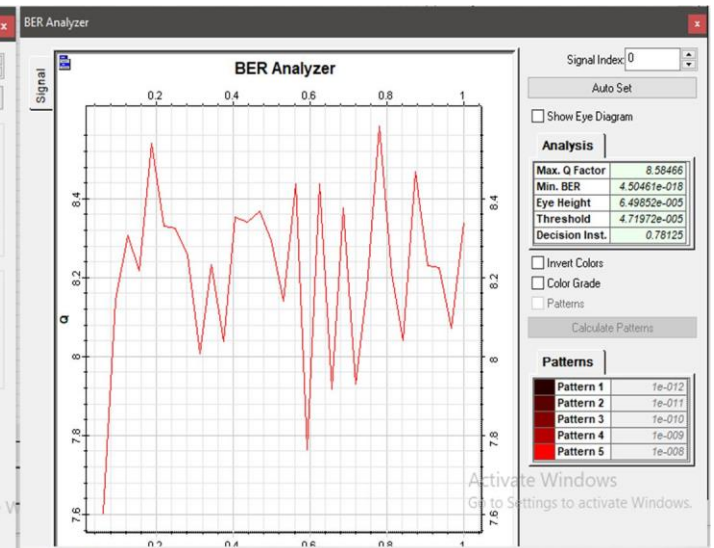 BER Analyzer
Signal
BER Analyzer
0.2 0.4 0.6 0.8 1
8.4 8.4
8.2 8.2
Q
8 8
7.8 7.8
7.6 7.6
0.2 0.4 0.6 0.8 1
Signal Index: 0
Auto Set
Show Eye Diagram
Analysis
Max. Q Factor 8.58466
Min. BER 4.50461e-018
Eye Height 6.49852e-005
Threshold 4.71972e-005
Decision Inst. 0.78125
Invert Colors
Color Grade
Patterns
Calculate Patterns
Patterns
Pattern 1 1e-012
Pattern 2 1e-011
Pattern 3 1e-010
Pattern 4 1e-009
Pattern 5 1e-008
Activate Windows
Go to Settings to activate Windows.